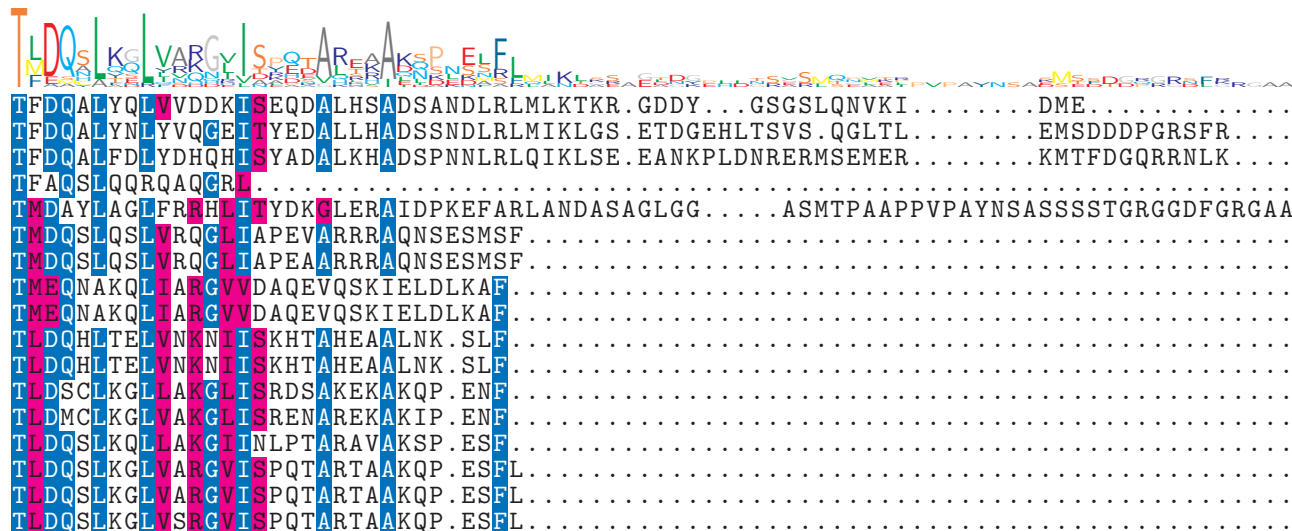 TFDQALYQLVVDDKISEQDALHSADSANDLRLMLKTKR.GDDY...GSGSLQNVKI        DME.............
TFDQALYNLYVQGEITYEDALLHADSSNDLRLMIKLGS.ETDGEHLTSVS.QGLTL        EMSDDDPGRSFR....
TFDQALFDLYDHQHISYADALKHADSPNNLRLQIKLSE.EANKPLDNRERMSEMER        KMTFDGQRRNLK....
TFAQSLQQRQAQGRL.................................................................
TMDAYLAGLFRRHLITYDKGLERAIDPKEFARLANDASAGLGG.....ASMTPAAPPVPAYNSASSSSTGRGGDFGRGAA
TMDQSLQSLVRQGLIAPEVARRRAQNSESMSF................................................
TMDQSLQSLVRQGLIAPEAARRRAQNSESMSF................................................
TMEQNAKQLIARGVVDAQEVQSKIELDLKAF.................................................
TMEQNAKQLIARGVVDAQEVQSKIELDLKAF.................................................
TLDQHLTELVNKNIISKHTAHEAALNK.SLF.................................................
TLDQHLTELVNKNIISKHTAHEAALNK.SLF.................................................
TLDSCLKGLLAKGLISRDSAKEKAKQP.ENF.................................................
TLDMCLKGLVAKGLISRENAREKAKIP.ENF.................................................
TLDQSLKQLLAKGIINLPTARAVAKSP.ESF.................................................
TLDQSLKGLVARGVISPQTARTAAKQP.ESFL................................................
TLDQSLKGLVARGVISPQTARTAAKQP.ESFL................................................
TLDQSLKGLVSRGVISPQTARTAAKQP.ESFL................................................